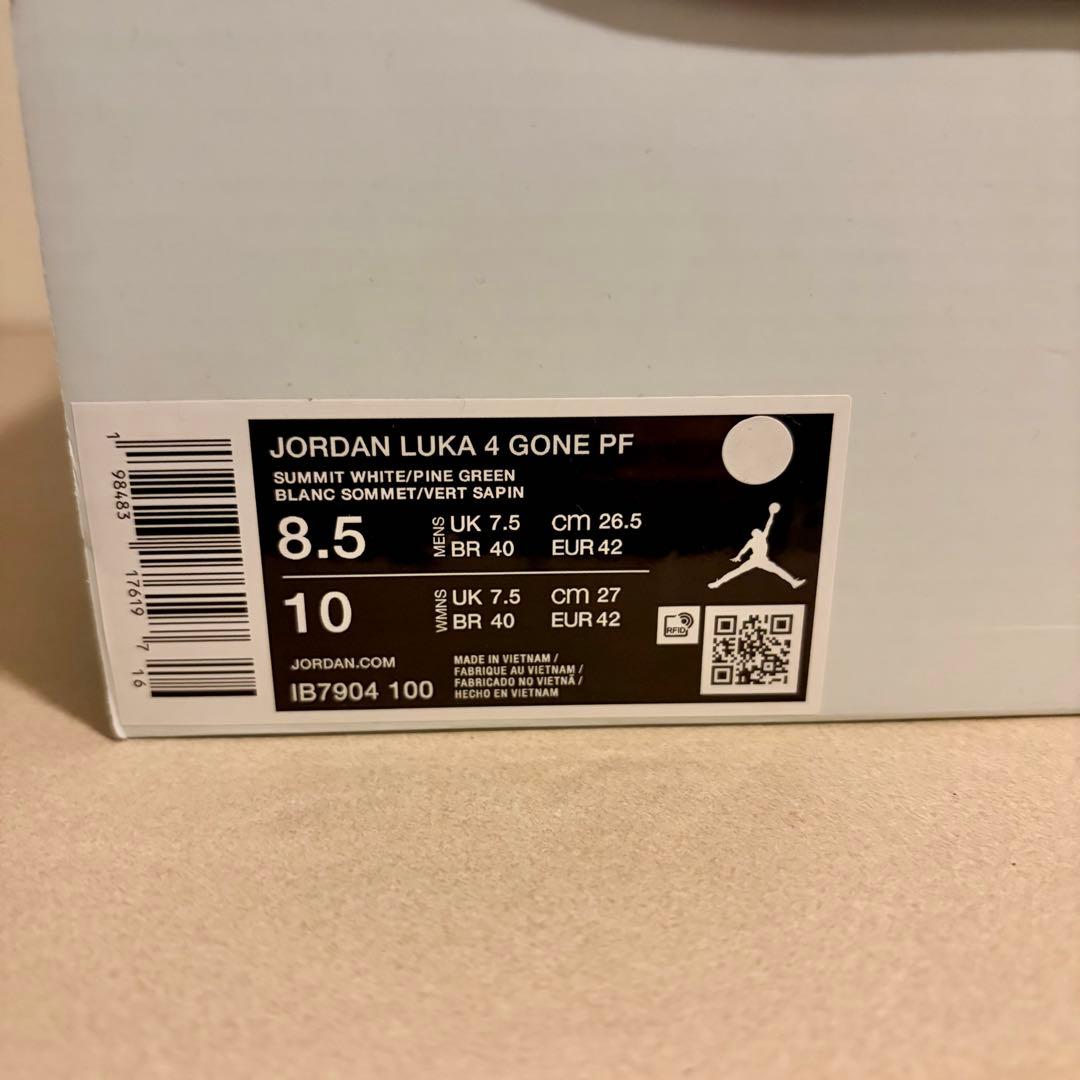 JORDAN LUKA 4 GONE PF
SUMMIT WHITE/PINE GREEN
BLANC SOMMET/VERT SAPIN
8.5 MENS UK 7.5 cm 26.5
BR 40 EUR 42
10 WMNS UK 7.5 cm 27
BR 40 EUR 42
JORDAN.COM
IB7904 100
MADE IN VIETNAM /
FABRIQUE AU VIETNAM /
FABRICADO NO VIETNÃ /
HECHO EN VIETNAM
RFID
1 98483 17619 7 16